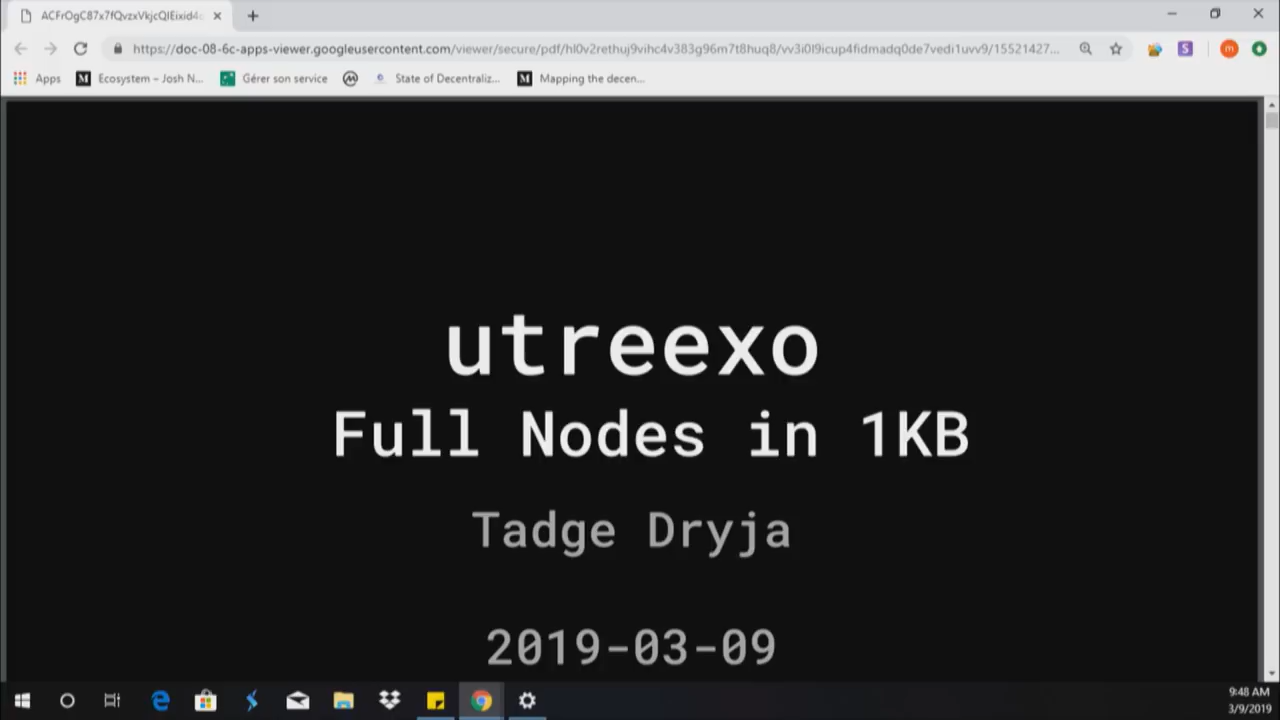 ACFrOgC87x7fQvzxVkjcQIEixid4c
https://doc-08-6c-apps-viewer.googleusercontent.com/viewer/secure/pdf/hl0v2rethuj9vihc4v383g96m7t8huq8/vv3i0l9icup4fidmadq0de7vedi1uvv9/15521427...
Apps Ecosystem – Josh N... Gérer son service State of Decentraliz... Mapping the decen...
utreexo
Full Nodes in 1KB
Tadge Dryja
2019-03-09
9:48 AM
3/9/2019